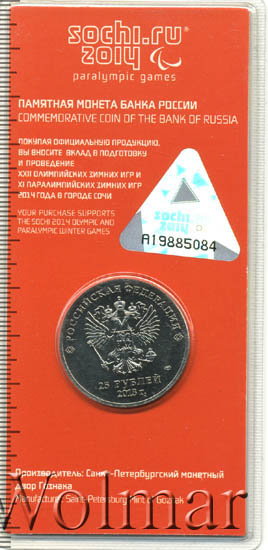 sochi.ru
2014
paralympic games
ПАМЯТНАЯ МОНЕТА БАНКА РОССИИ
COMMEMORATIVE COIN OF THE BANK OF RUSSIA
ПОКУПАЯ ОФИЦИАЛЬНУЮ ПРОДУКЦИЮ,
ВЫ ВНОСИТЕ ВКЛАД В ПОДГОТОВКУ
И ПРОВЕДЕНИЕ
XXII ОЛИМПИЙСКИХ ЗИМНИХ ИГР И
XI ПАРАЛИМПИЙСКИХ ЗИМНИХ ИГР
2014 ГОДА В ГОРОДЕ СОЧИ
YOUR PURCHASE SUPPORTS
THE SOCHI 2014 OLYMPIC AND
PARALYMPIC WINTER GAMES
sochi.ru
2014
A19885084
РОССИЙСКАЯ ФЕДЕРАЦИЯ
25 РУБЛЕЙ
2013 г.
Производитель: Санкт-Петербургский монетный
двор Гознака
Manufacturer: Saint-Petersburg Mint of Goznak
Wolmar